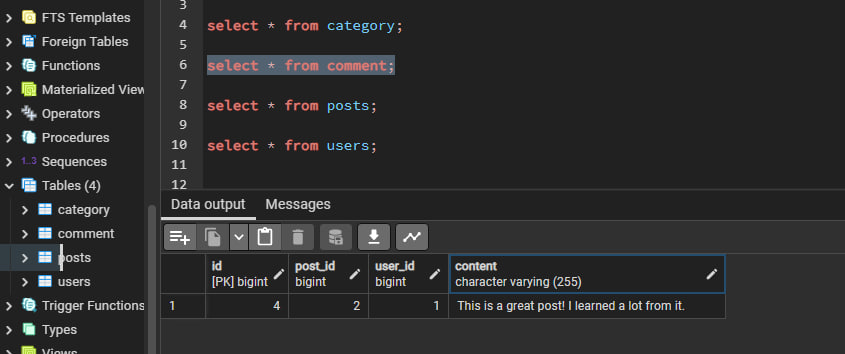 FTS Templates
Foreign Tables
Functions
Materialized View
Operators
Procedures
1..3 Sequences
Tables (4)
category
comment
posts
users
Trigger Functions
Types
Views
3
4 select * from category;
5
6 select * from comment;
7
8 select * from posts;
9
10 select * from users;
11
12
Data output Messages
id post_id user_id content
[PK] bigint bigint bigint character varying (255)
1 4 2 1 This is a great post! I learned a lot from it.